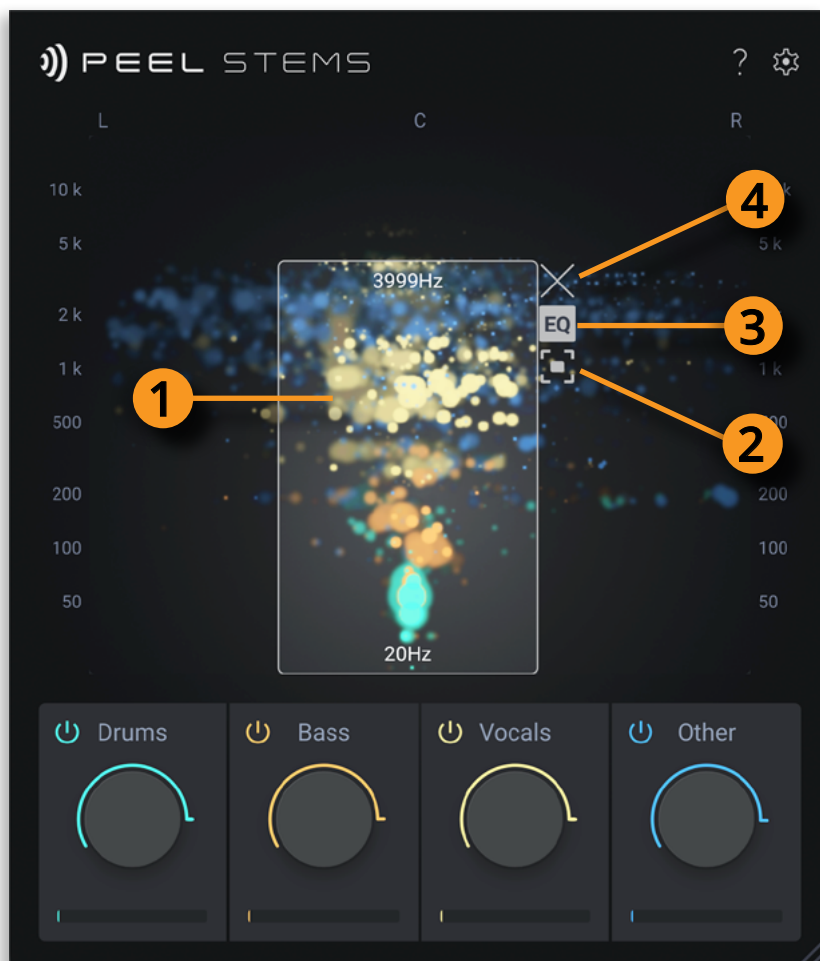 PEEL STEMS ?
L C R
10 k k
4
5 k 5 k
3999Hz
2 k EQ 3
1 k 1 k
1
500 00
2
200 200
100 100
50 50
20Hz
Drums Bass Vocals Other